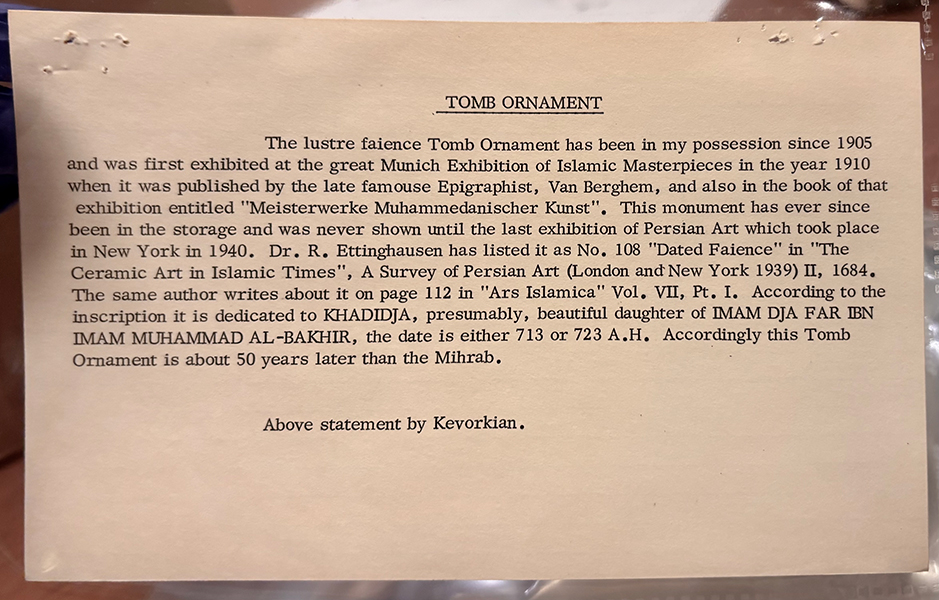 TOMB ORNAMENT
The lustre faience Tomb Ornament has been in my possession since 1905
and was first exhibited at the great Munich Exhibition of Islamic Masterpieces in the year 1910
when it was published by the late famouse Epigraphist, Van Berghem, and also in the book of that
exhibition entitled "Meisterwerke Muhammedanischer Kunst". This monument has ever since
been in the storage and was never shown until the last exhibition of Persian Art which took place
in New York in 1940. Dr. R. Ettinghausen has listed it as No. 108 "Dated Faience" in "The
Ceramic Art in Islamic Times", A Survey of Persian Art (London and New York 1939) II, 1684.
The same author writes about it on page 112 in "Ars Islamica" Vol. VII, Pt. I. According to the
inscription it is dedicated to KHADIDJA, presumably, beautiful daughter of IMAM DJA FAR IBN
IMAM MUHAMMAD AL-BAKHIR, the date is either 713 or 723 A.H. Accordingly this Tomb
Ornament is about 50 years later than the Mihrab.
Above statement by Kevorkian.